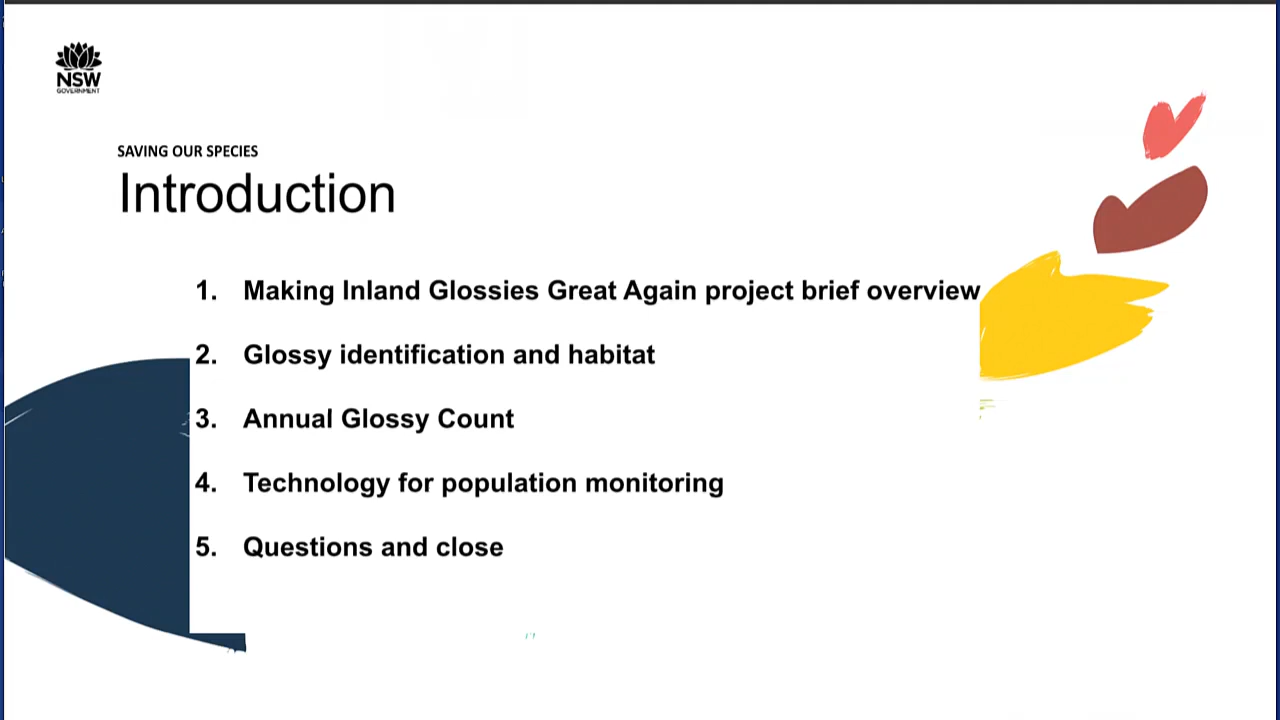 NSW
GOVERNMENT
SAVING OUR SPECIES
Introduction
1. Making Inland Glossies Great Again project brief overview
2. Glossy identification and habitat
3. Annual Glossy Count
4. Technology for population monitoring
5. Questions and close